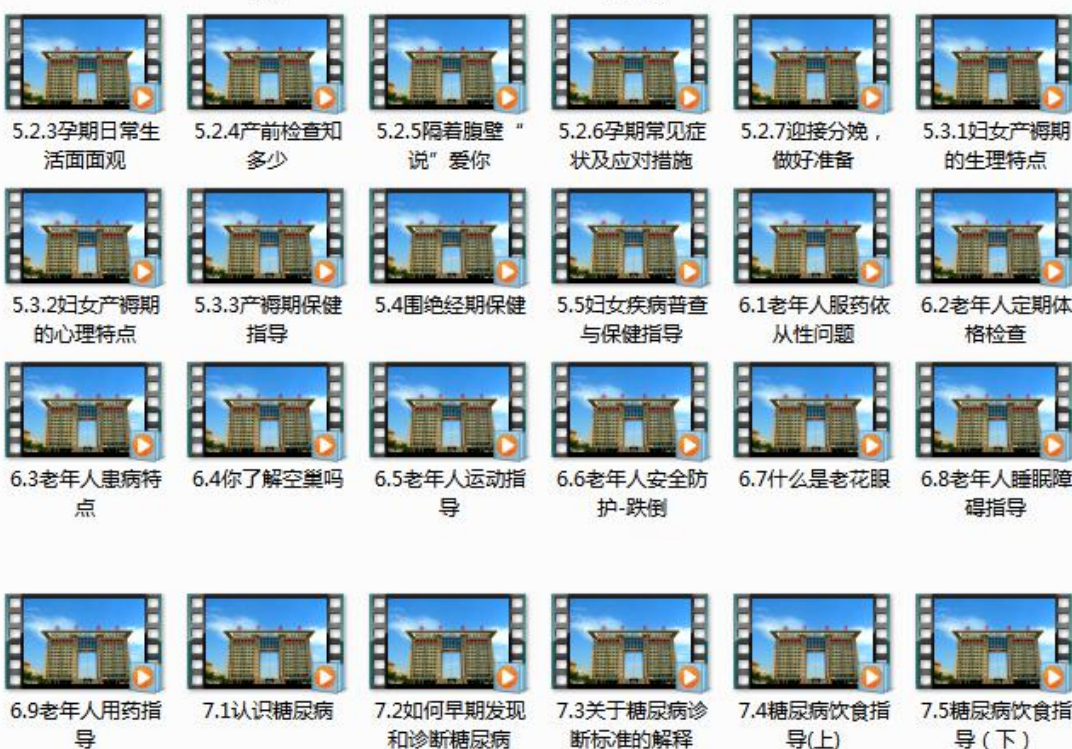 5.2.3孕期日常生
活面面观
5.2.4产前检查知
多少
5.2.5隔着腹壁“
说”爱你
5.2.6孕期常见症
状及应对措施
5.2.7迎接分娩，
做好准备
5.3.1妇女产褥期
的生理特点
5.3.2妇女产褥期
的心理特点
5.3.3产褥期保健
指导
5.4围绝经期保健
5.5妇女疾病普查
与保健指导
6.1老年人服药依
从性问题
6.2老年人定期体
格检查
6.3老年人患病特
点
6.4你了解空巢吗
6.5老年人运动指
导
6.6老年人安全防
护-跌倒
6.7什么是老花眼
6.8老年人睡眠障
碍指导
6.9老年人用药指
导
7.1认识糖尿病
7.2如何早期发现
和诊断糖尿病
7.3关于糖尿病诊
断标准的解释
7.4糖尿病饮食指
导(上)
7.5糖尿病饮食指
导（下）